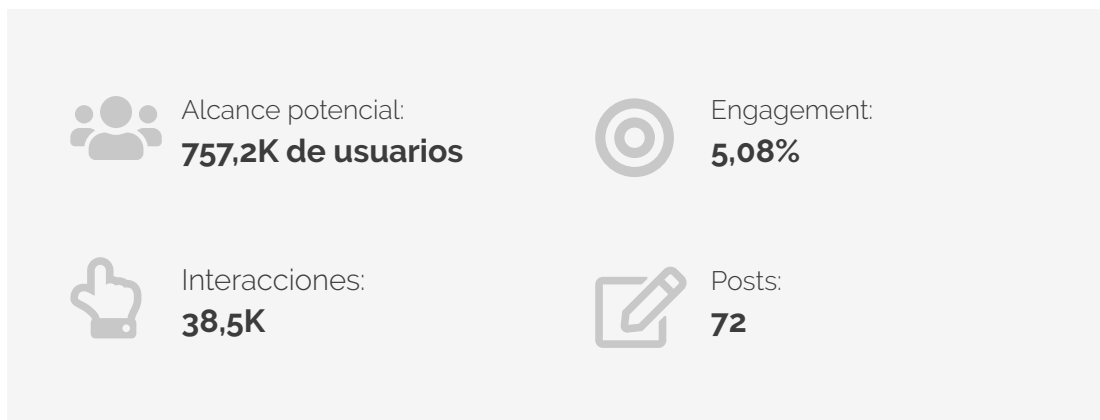 Alcance potencial:
757,2K de usuarios
Engagement:
5,08%
Interacciones:
38,5K
Posts:
72